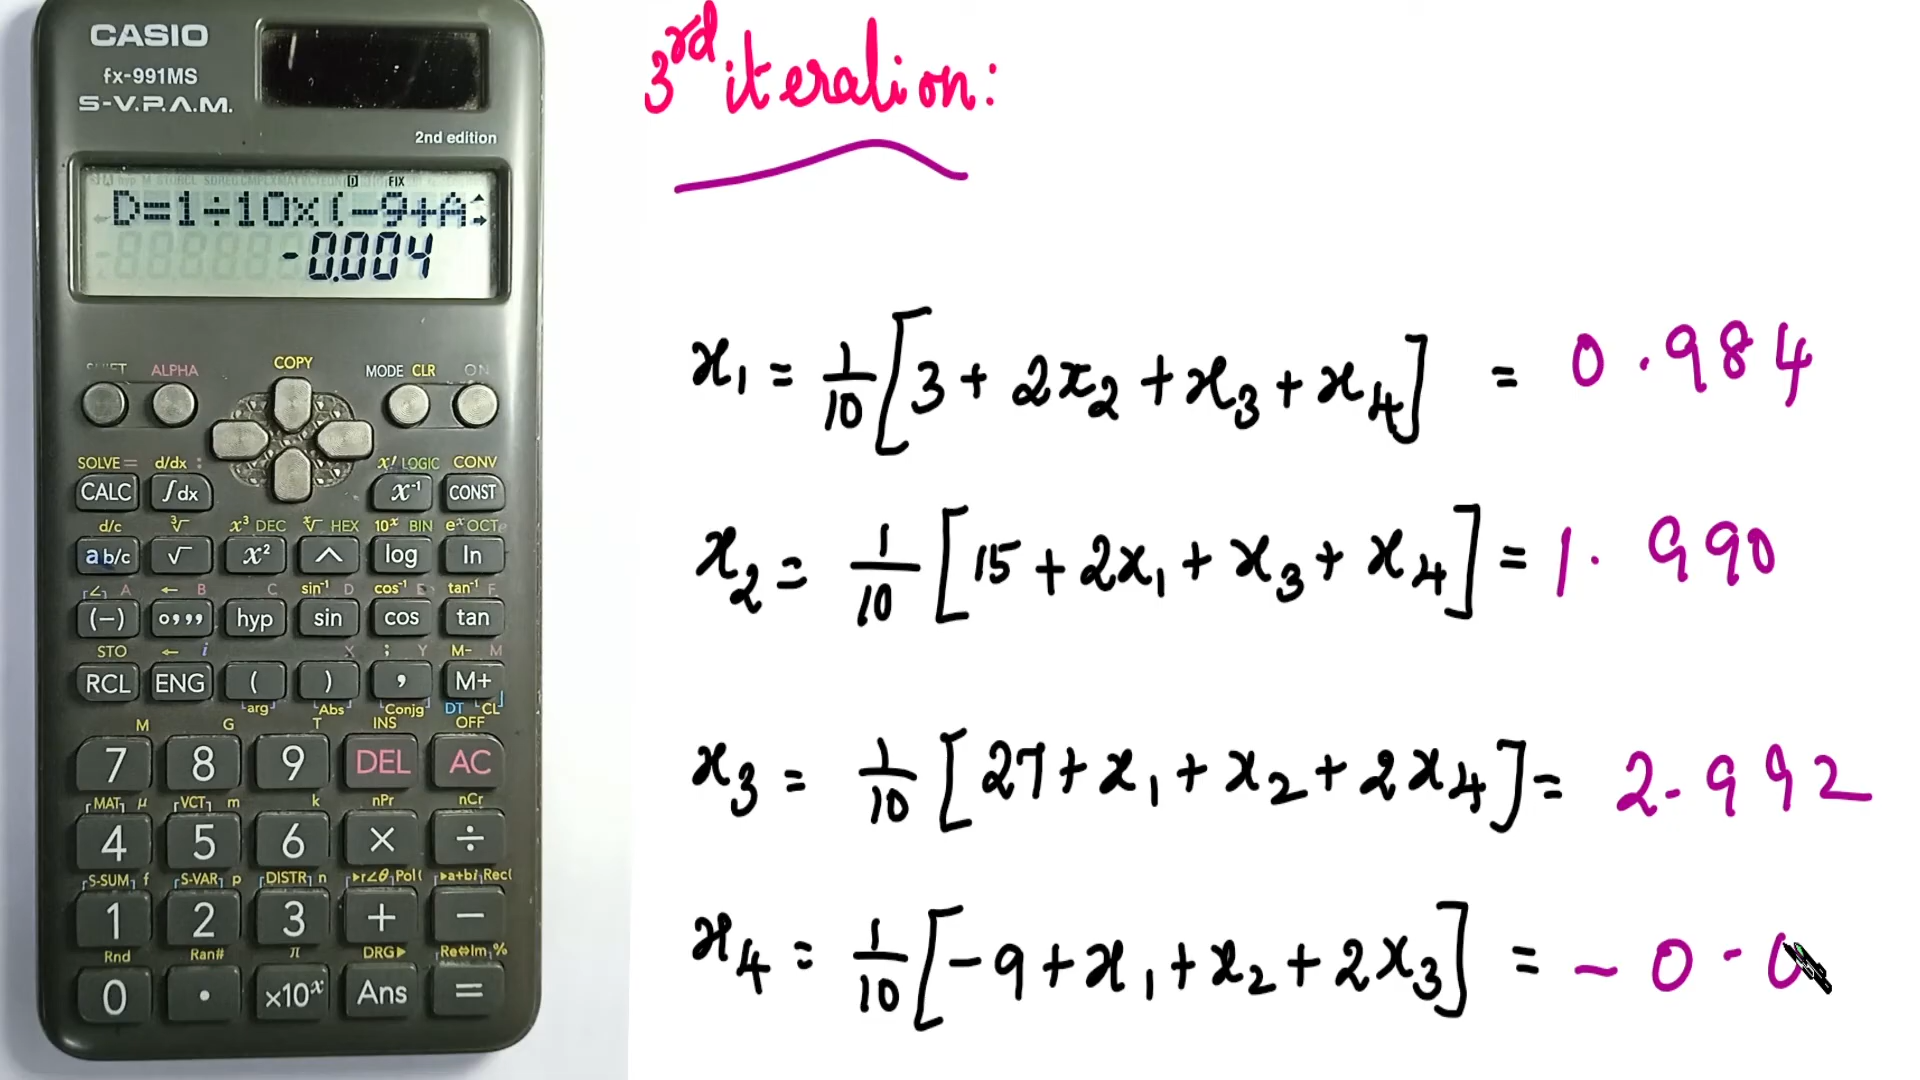 CASIO
fx-991MS
S-V.P.A.M.
2nd edition
D FIX
D=1÷10×(-9+A
-0.004
SHIFT ALPHA COPY MODE CLR ON
SOLVE = d/dx : x! LOGIC CONV
CALC ∫dx x⁻¹ CONST
d/c ³√ x³ DEC ˣ√ HEX 10ˣ BIN eˣ OCT
a b/c √ x² ^ log ln
∠ A ← B C sin⁻¹ D cos⁻¹ E tan⁻¹ F
(−) o,,, hyp sin cos tan
STO ← i X ; Y M- M
RCL ENG ( ) , M+
arg Abs Conjg DT CL
M G T INS OFF
7 8 9 DEL AC
MAT μ VCT m k nPr nCr
4 5 6 × ÷
S-SUM f S-VAR p DISTR n ▶r∠θ Pol( ▶a+bi Rec(
1 2 3 + −
Rnd Ran# π DRG▶ Re⇔Im %
0 . ×10ˣ Ans =
3rd iteration:
x₁ = 1/10 [3 + 2x₂ + x₃ + x₄] = 0.984
x₂ = 1/10 [15 + 2x₁ + x₃ + x₄] = 1.990
x₃ = 1/10 [27 + x₁ + x₂ + 2x₄] = 2.992
x₄ = 1/10 [-9 + x₁ + x₂ + 2x₃] = -0.0